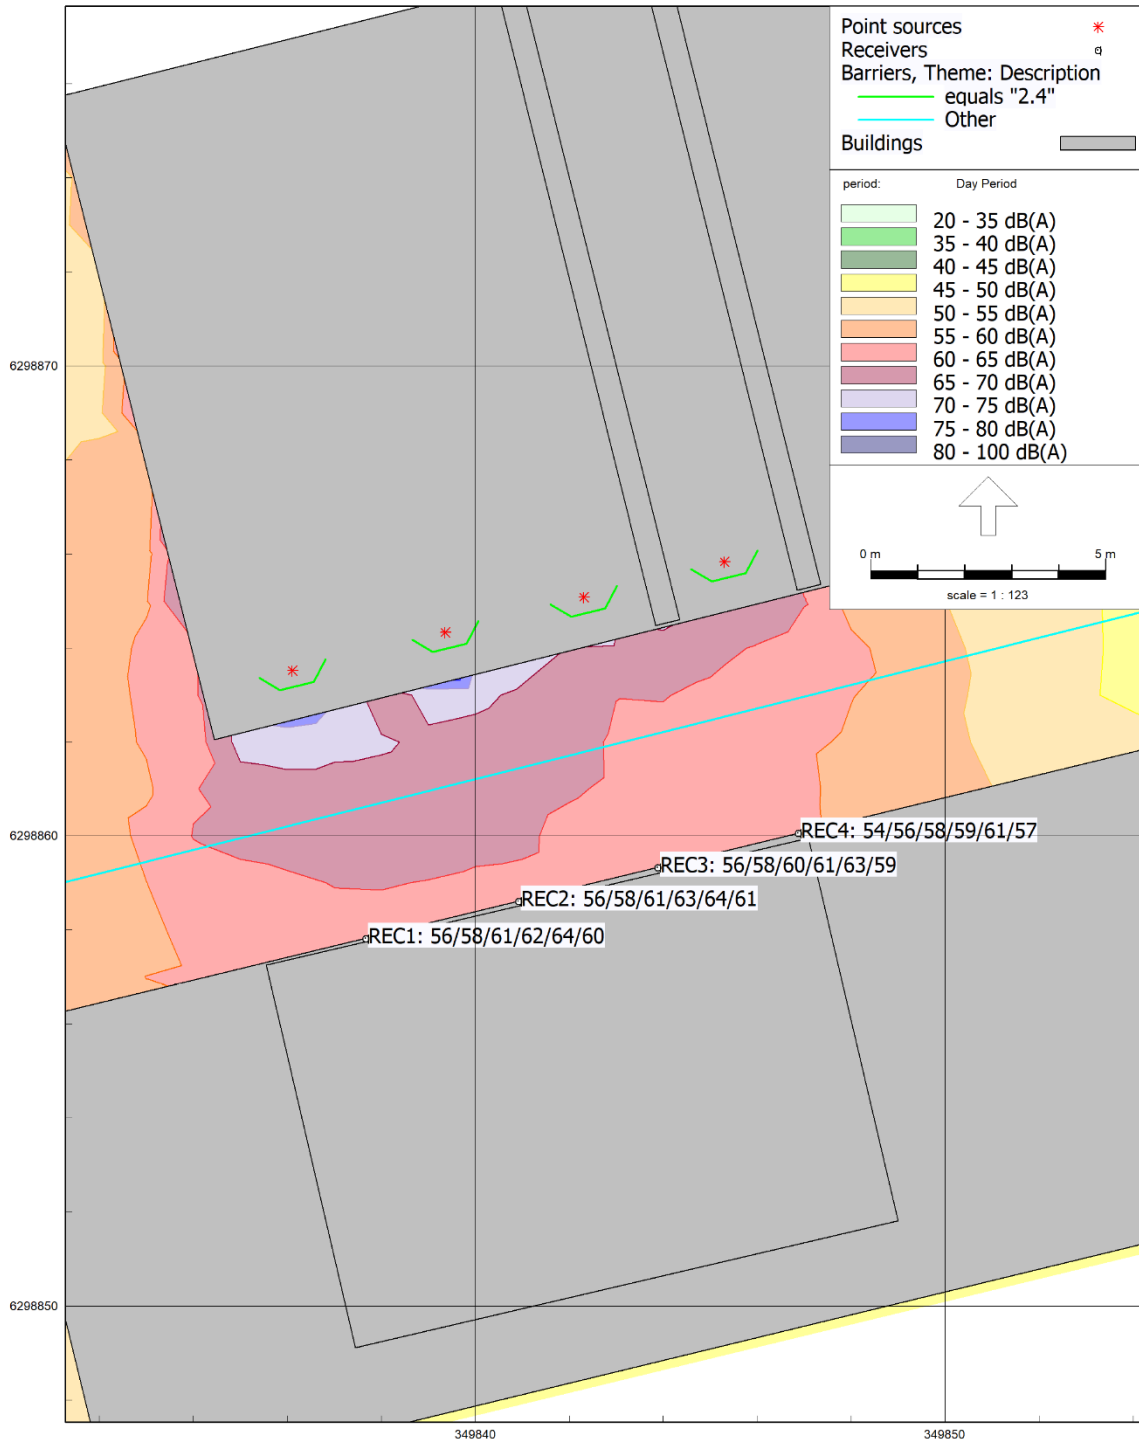 Point sources
Receivers
Barriers, Theme: Description
equals "2.4"
Other
Buildings
period: Day Period
20 - 35 dB(A)
35 - 40 dB(A)
40 - 45 dB(A)
45 - 50 dB(A)
50 - 55 dB(A)
55 - 60 dB(A)
60 - 65 dB(A)
65 - 70 dB(A)
70 - 75 dB(A)
75 - 80 dB(A)
80 - 100 dB(A)
0 m 5 m
scale = 1 : 123
6298870
6298860
6298850
REC4: 54/56/58/59/61/57
REC3: 56/58/60/61/63/59
REC2: 56/58/61/63/64/61
REC1: 56/58/61/62/64/60
349840 349850